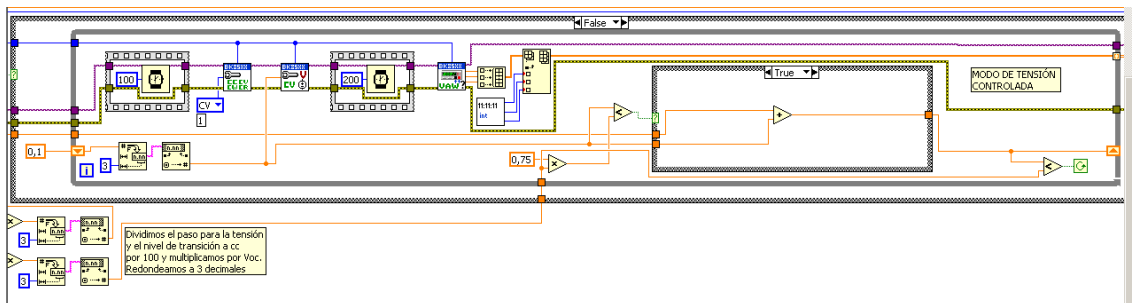 False
100
200
CV
1
11:11:11
int
True
MODO DE TENSIÓN
CONTROLADA
0,1
i
3
0,75
3
3
Dividimos el paso para la tensión
y el nivel de transición a cc
por 100 y multiplicamos por Voc.
Redondeamos a 3 decimales